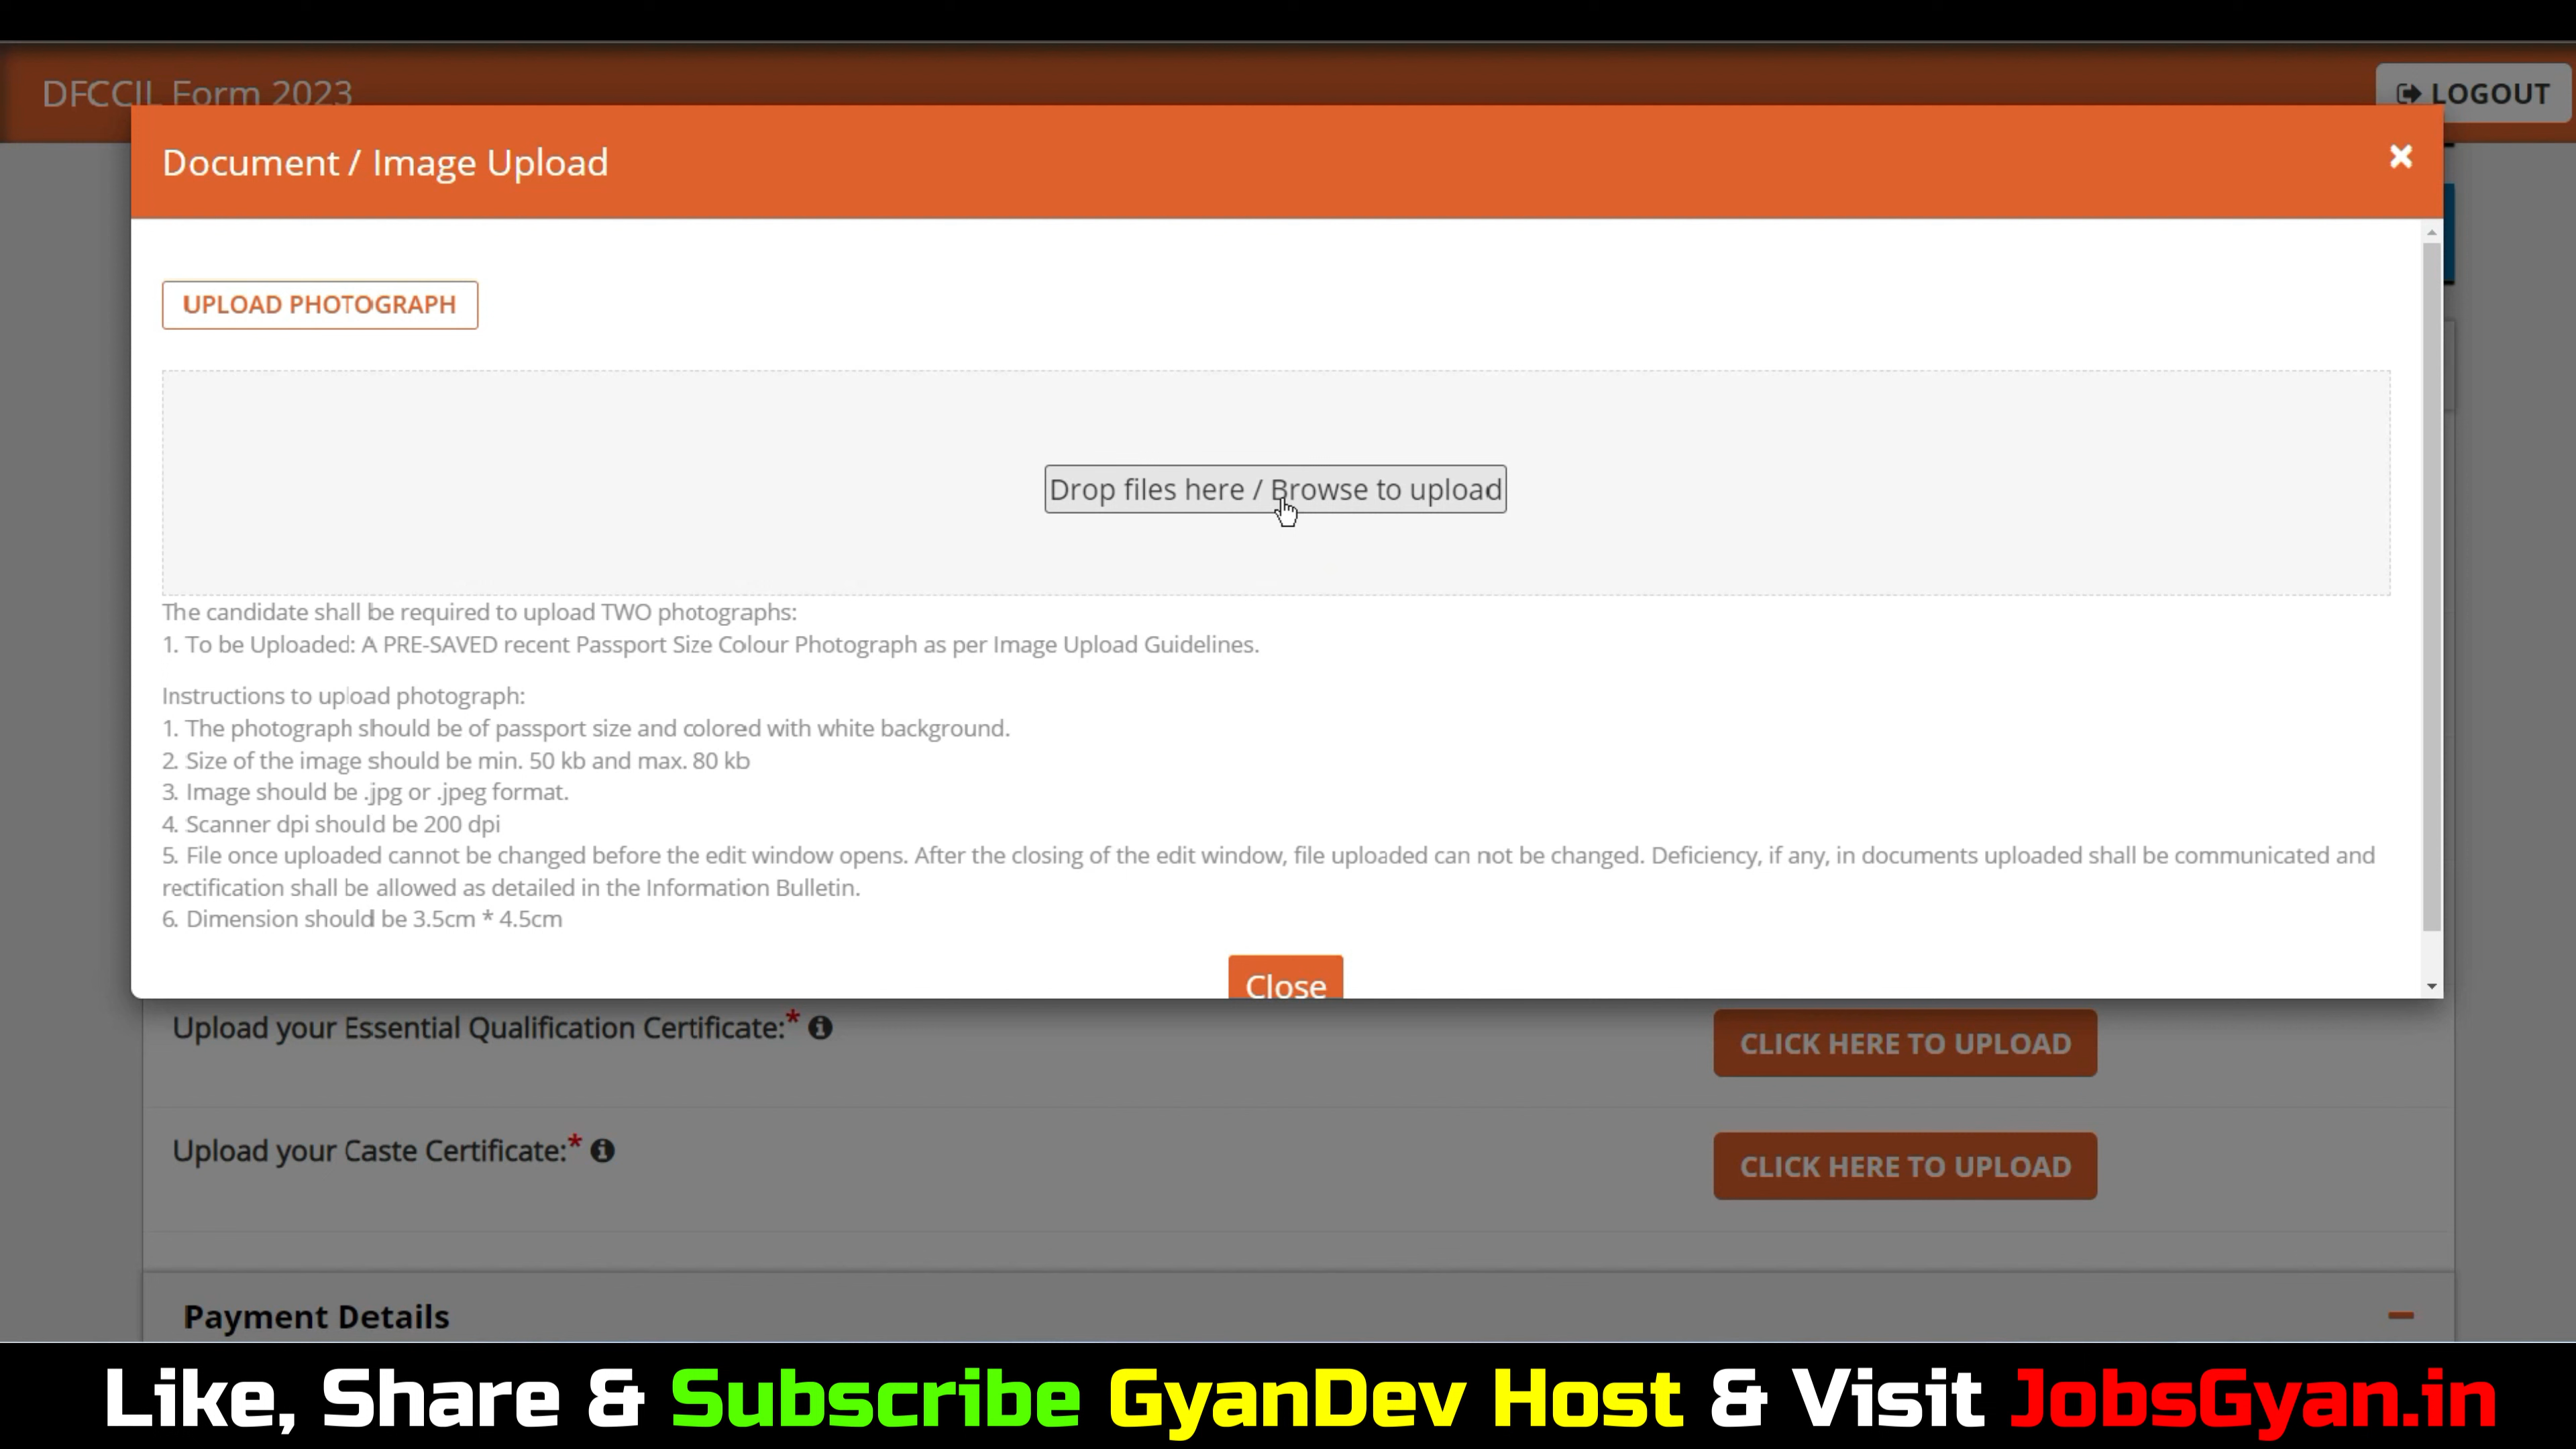 DFCCIL Form 2023
LOGOUT
Document / Image Upload
UPLOAD PHOTOGRAPH
Drop files here / Browse to upload
The candidate shall be required to upload TWO photographs:
1. To be Uploaded: A PRE-SAVED recent Passport Size Colour Photograph as per Image Upload Guidelines.
Instructions to upload photograph:
1. The photograph should be of passport size and colored with white background.
2. Size of the image should be min. 50 kb and max. 80 kb
3. Image should be .jpg or .jpeg format.
4. Scanner dpi should be 200 dpi
5. File once uploaded cannot be changed before the edit window opens. After the closing of the edit window, file uploaded can not be changed. Deficiency, if any, in documents uploaded shall be communicated and
rectification shall be allowed as detailed in the Information Bulletin.
6. Dimension should be 3.5cm * 4.5cm
Close
Upload your Essential Qualification Certificate:*
CLICK HERE TO UPLOAD
Upload your Caste Certificate:*
CLICK HERE TO UPLOAD
Payment Details
Like, Share & Subscribe GyanDev Host & Visit JobsGyan.in